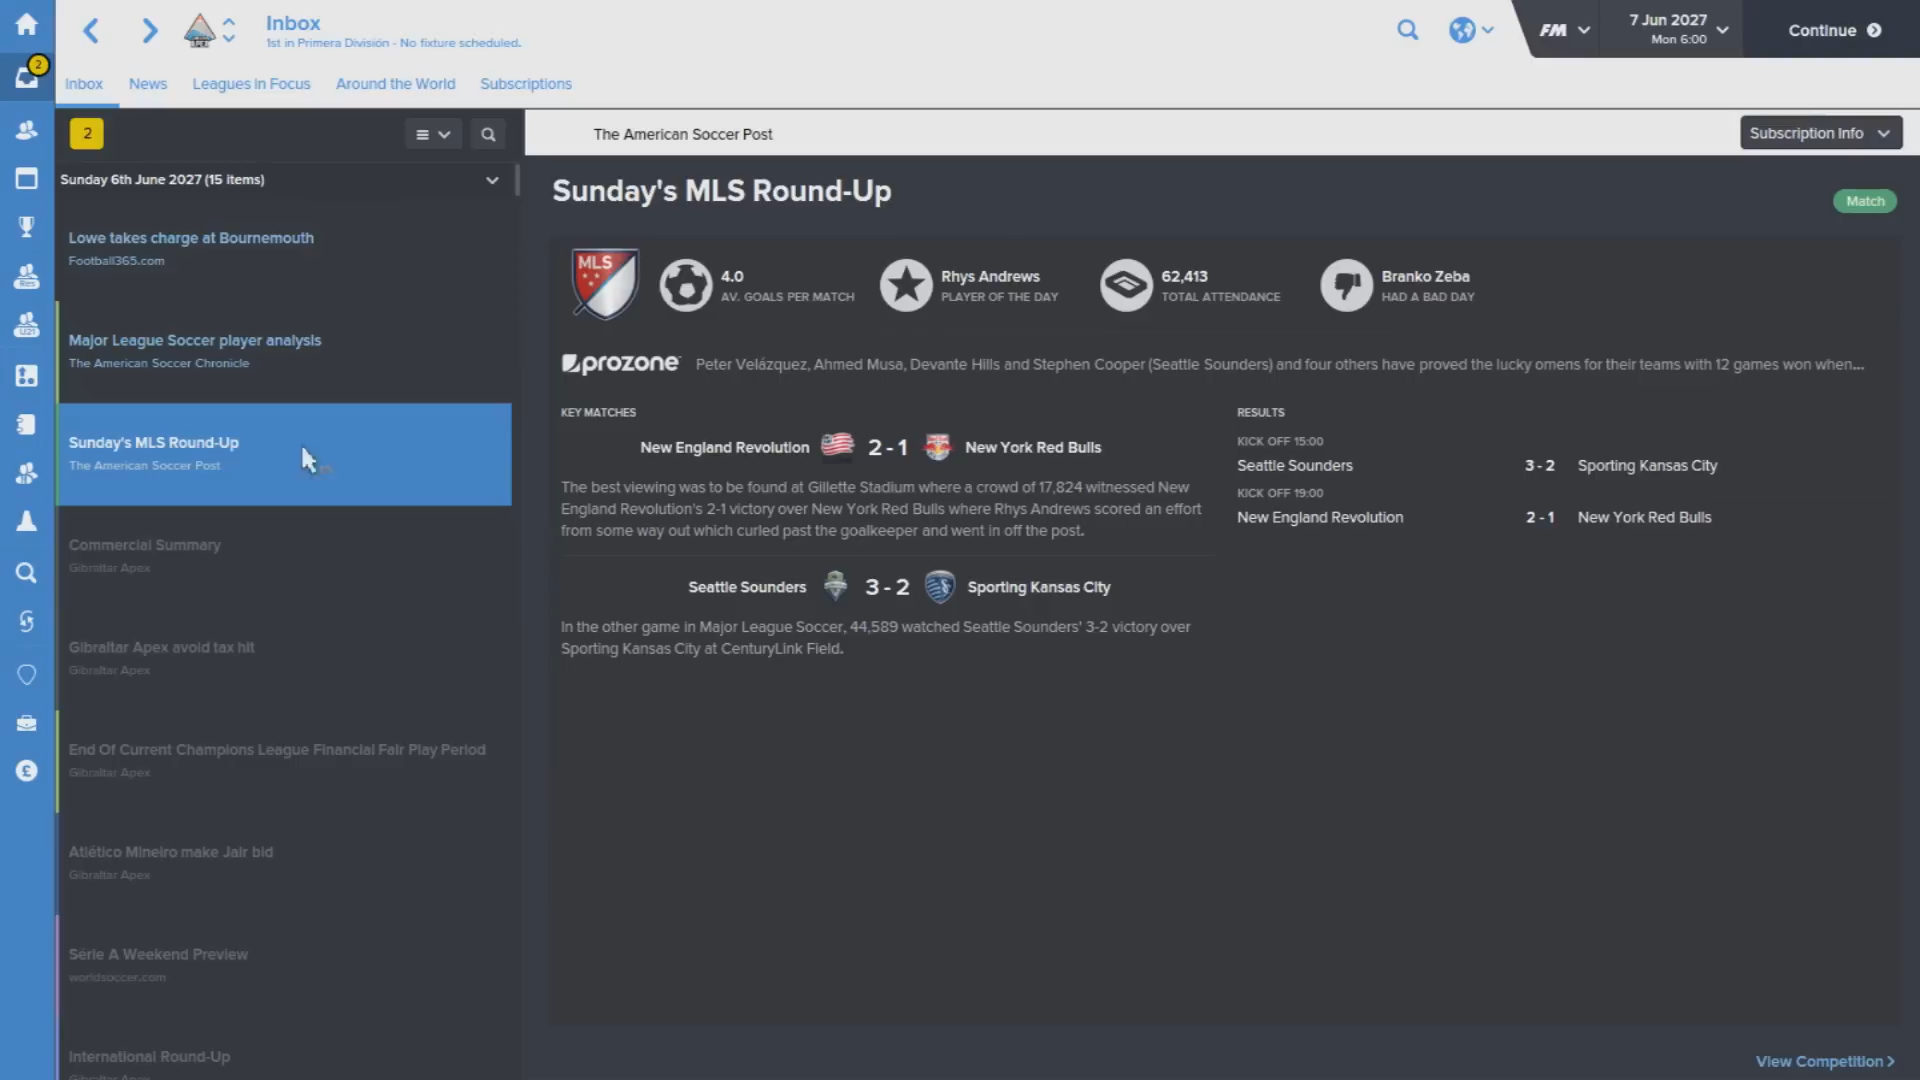 Inbox
1st in Primera División - No fixture scheduled.
FM
7 Jun 2027
Mon 6:00
Continue
2
Inbox
News
Leagues in Focus
Around the World
Subscriptions
2
The American Soccer Post
Subscription Info
Sunday 6th June 2027 (15 items)
Lowe takes charge at Bournemouth
Football365.com
Major League Soccer player analysis
The American Soccer Chronicle
Sunday's MLS Round-Up
The American Soccer Post
Commercial Summary
Gibraltar Apex
Gibraltar Apex avoid tax hit
Gibraltar Apex
End Of Current Champions League Financial Fair Play Period
Gibraltar Apex
Atlético Mineiro make Jair bid
Gibraltar Apex
Série A Weekend Preview
worldsoccer.com
International Round-Up
Gibraltar Apex
Res
U21
Sunday's MLS Round-Up
Match
MLS
4.0
AV. GOALS PER MATCH
Rhys Andrews
PLAYER OF THE DAY
62,413
TOTAL ATTENDANCE
Branko Zeba
HAD A BAD DAY
prozone
Peter Velázquez, Ahmed Musa, Devante Hills and Stephen Cooper (Seattle Sounders) and four others have proved the lucky omens for their teams with 12 games won when...
KEY MATCHES
New England Revolution 2 - 1 New York Red Bulls
The best viewing was to be found at Gillette Stadium where a crowd of 17,824 witnessed New
England Revolution's 2-1 victory over New York Red Bulls where Rhys Andrews scored an effort
from some way out which curled past the goalkeeper and went in off the post.
Seattle Sounders 3 - 2 Sporting Kansas City
In the other game in Major League Soccer, 44,589 watched Seattle Sounders' 3-2 victory over
Sporting Kansas City at CenturyLink Field.
RESULTS
KICK OFF 15:00
Seattle Sounders 3 - 2 Sporting Kansas City
KICK OFF 19:00
New England Revolution 2 - 1 New York Red Bulls
View Competition